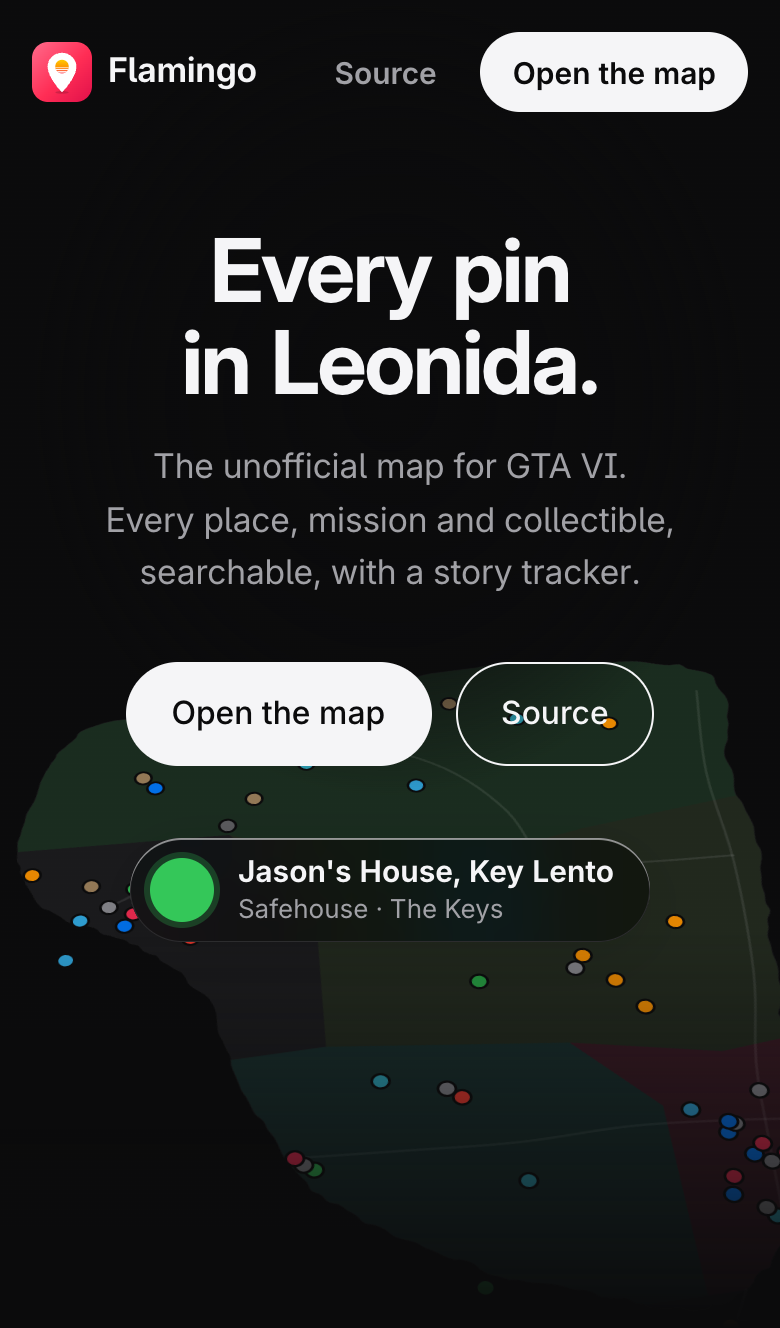 Flamingo
Source
Open the map
Every pin
in Leonida.
The unofficial map for GTA VI.
Every place, mission and collectible,
searchable, with a story tracker.
Open the map
Source
Jason's House, Key Lento
Safehouse · The Keys